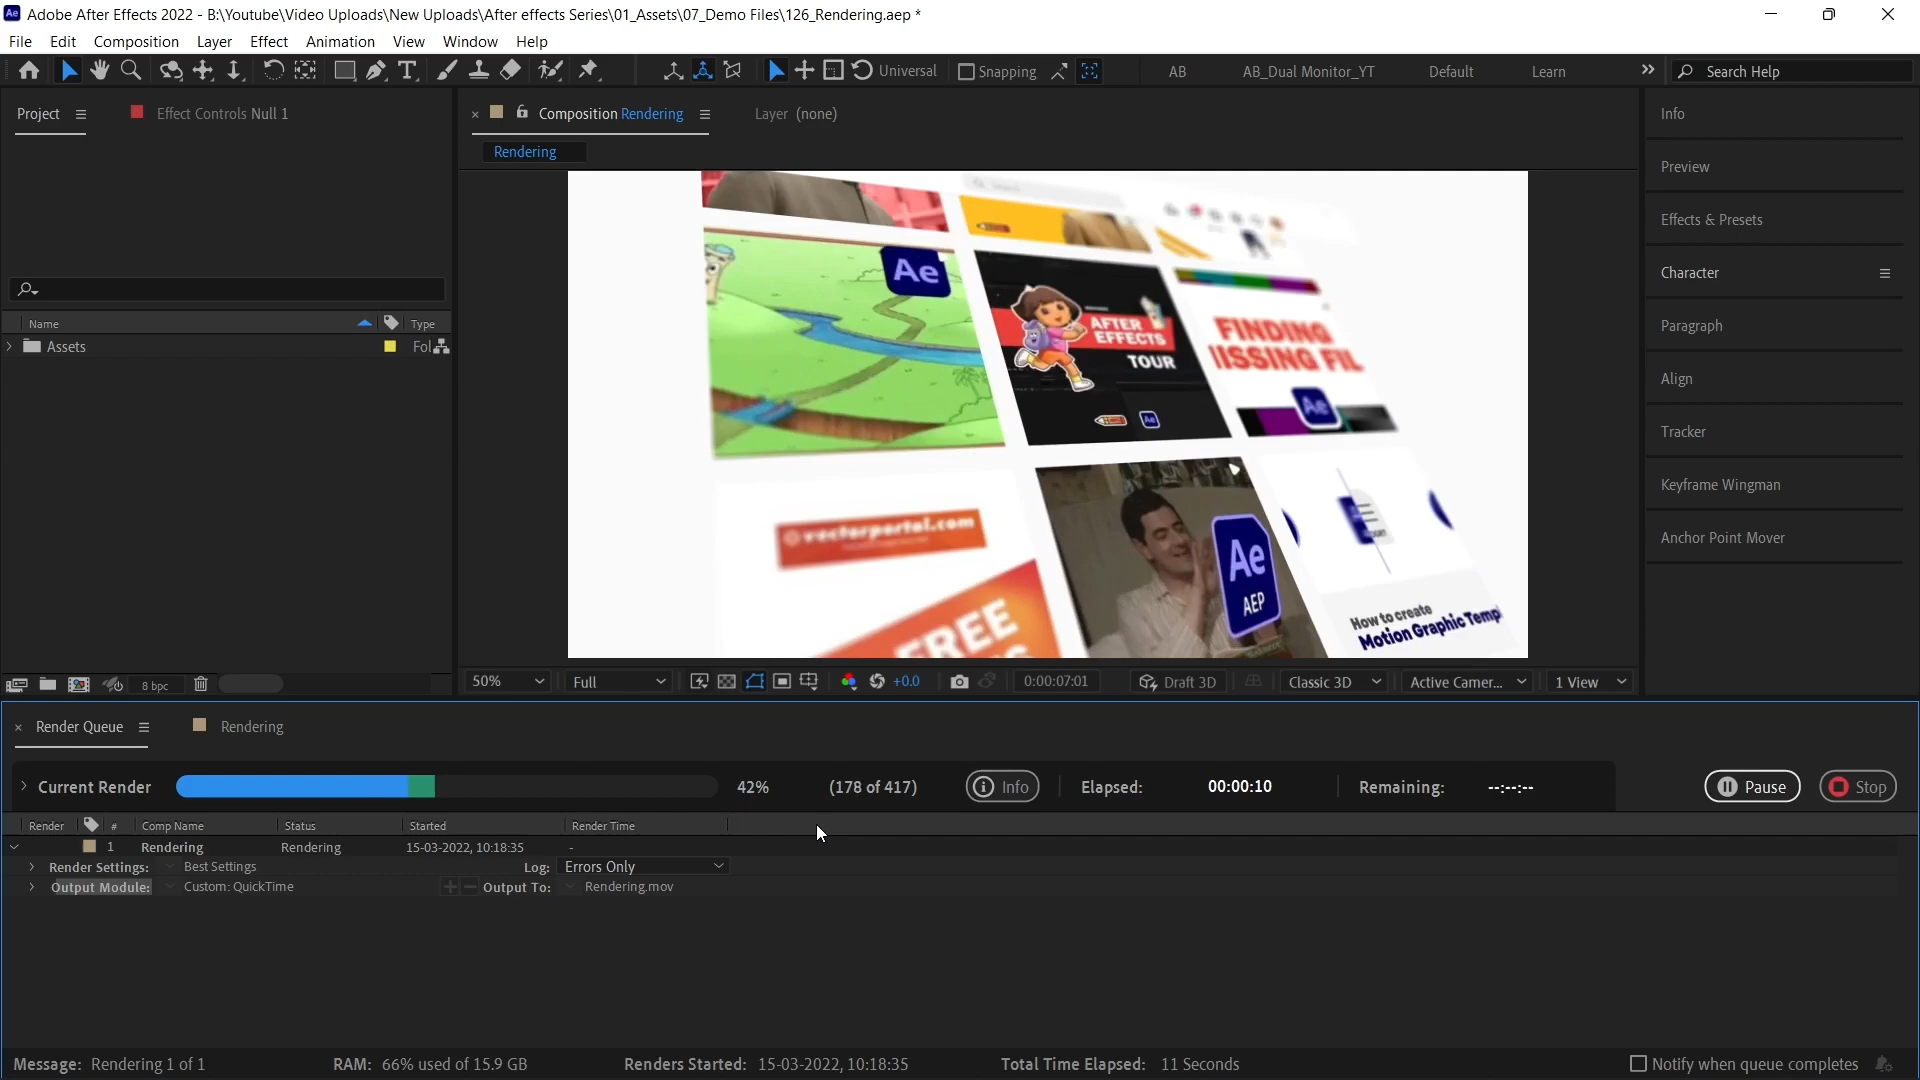 Ae Adobe After Effects 2022 - B:\Youtube\Video Uploads\New Uploads\After effects Series\01_Assets\07_Demo Files\126_Rendering.aep *
File Edit Composition Layer Effect Animation View Window Help
Universal Snapping AB AB_Dual Monitor_YT Default Learn Search Help
Project Effect Controls Null 1
Composition Rendering Layer (none)
Rendering
Name Type
Assets Fol
8 bpc
Ae
AFTER
EFFECTS
TOUR
Ae
FINDING
Ae
vectorportal.com
FREE
Ae
AEP
How to create
Motion Graphic Temp
50% Full +0.0 0:00:07:01 Draft 3D Classic 3D Active Camer... 1 View
Info
Preview
Effects & Presets
Character
Paragraph
Align
Tracker
Keyframe Wingman
Anchor Point Mover
Render Queue Rendering
Current Render 42% (178 of 417) Info Elapsed: 00:00:10 Remaining: --:--:-- Pause Stop
Render # Comp Name Status Started Render Time
1 Rendering Rendering 15-03-2022, 10:18:35 -
Render Settings: Best Settings Log: Errors Only
Output Module: Custom: QuickTime Output To: Rendering.mov
Message: Rendering 1 of 1 RAM: 66% used of 15.9 GB Renders Started: 15-03-2022, 10:18:35 Total Time Elapsed: 11 Seconds Notify when queue completes